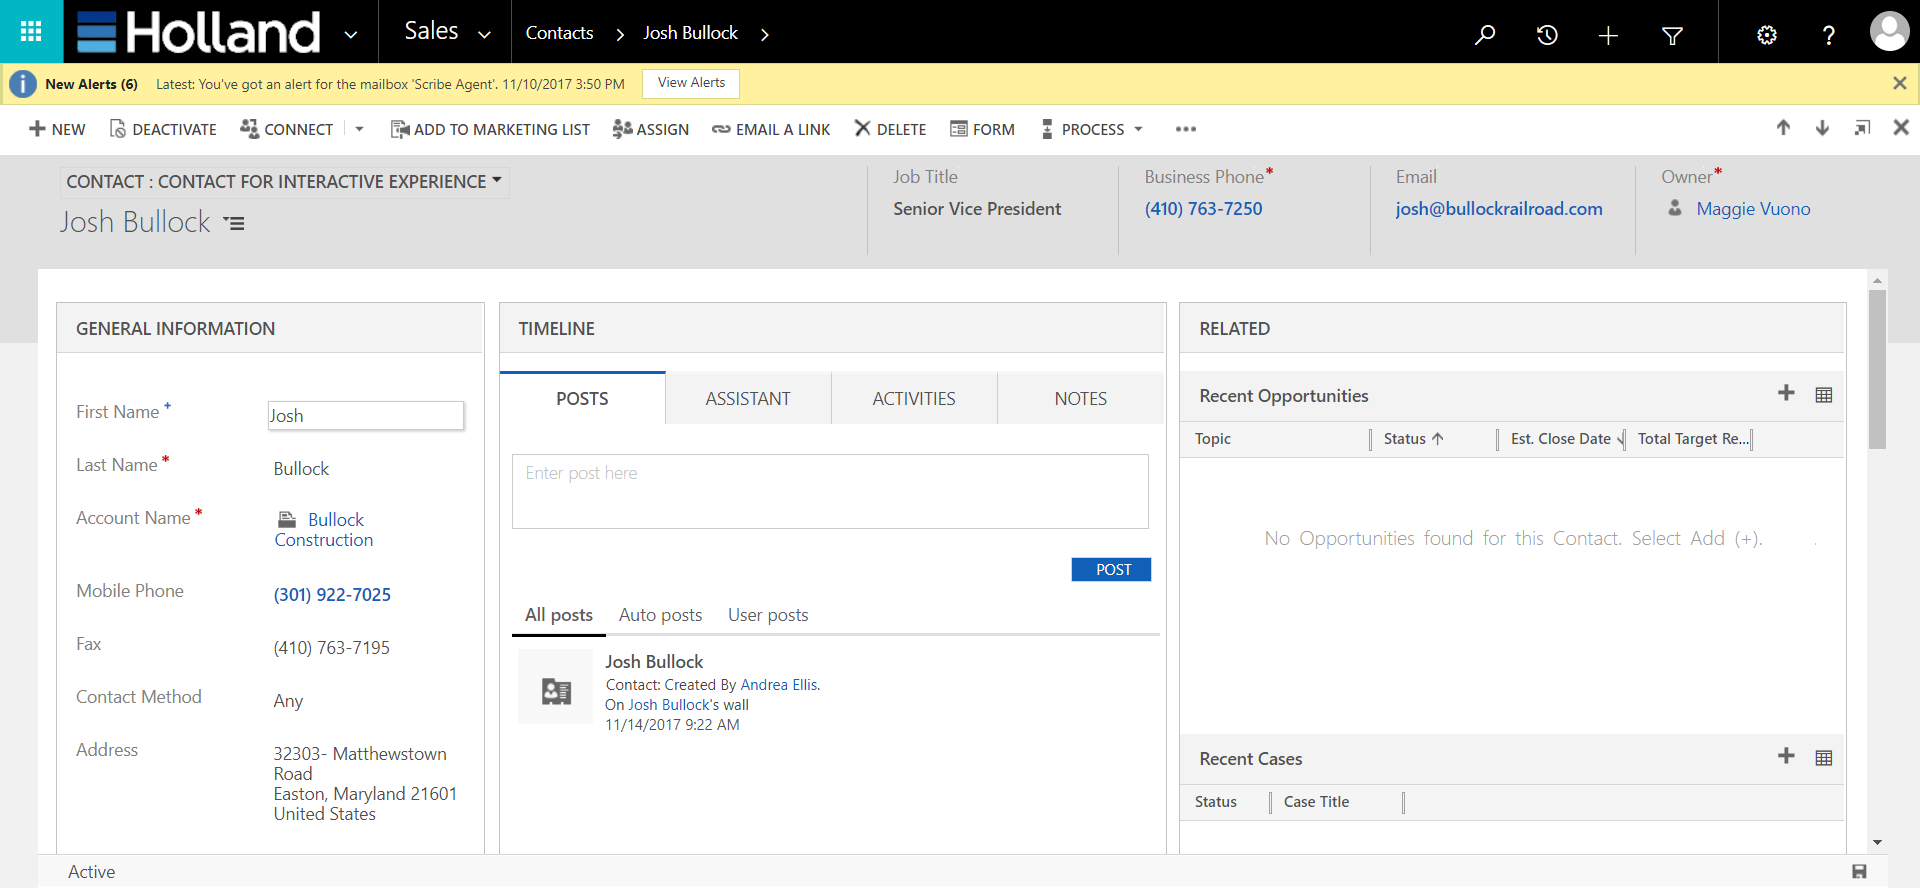 Holland
Sales
Contacts
Josh Bullock
?
New Alerts (6)
Latest: You've got an alert for the mailbox 'Scribe Agent'. 11/10/2017 3:50 PM
View Alerts
NEW
DEACTIVATE
CONNECT
ADD TO MARKETING LIST
ASSIGN
EMAIL A LINK
DELETE
FORM
PROCESS
CONTACT : CONTACT FOR INTERACTIVE EXPERIENCE
Josh Bullock
Job Title
Senior Vice President
Business Phone*
(410) 763-7250
Email
josh@bullockrailroad.com
Owner*
Maggie Vuono
GENERAL INFORMATION
First Name +
Josh
Last Name *
Bullock
Account Name *
Bullock
Construction
Mobile Phone
(301) 922-7025
Fax
(410) 763-7195
Contact Method
Any
Address
32303- Matthewstown
Road
Easton, Maryland 21601
United States
TIMELINE
POSTS
ASSISTANT
ACTIVITIES
NOTES
Enter post here
POST
All posts
Auto posts
User posts
Josh Bullock
Contact: Created By Andrea Ellis.
On Josh Bullock's wall
11/14/2017 9:22 AM
RELATED
Recent Opportunities
Topic
Status
Est. Close Date
Total Target Re...
No Opportunities found for this Contact. Select Add (+).
Recent Cases
Status
Case Title
Active